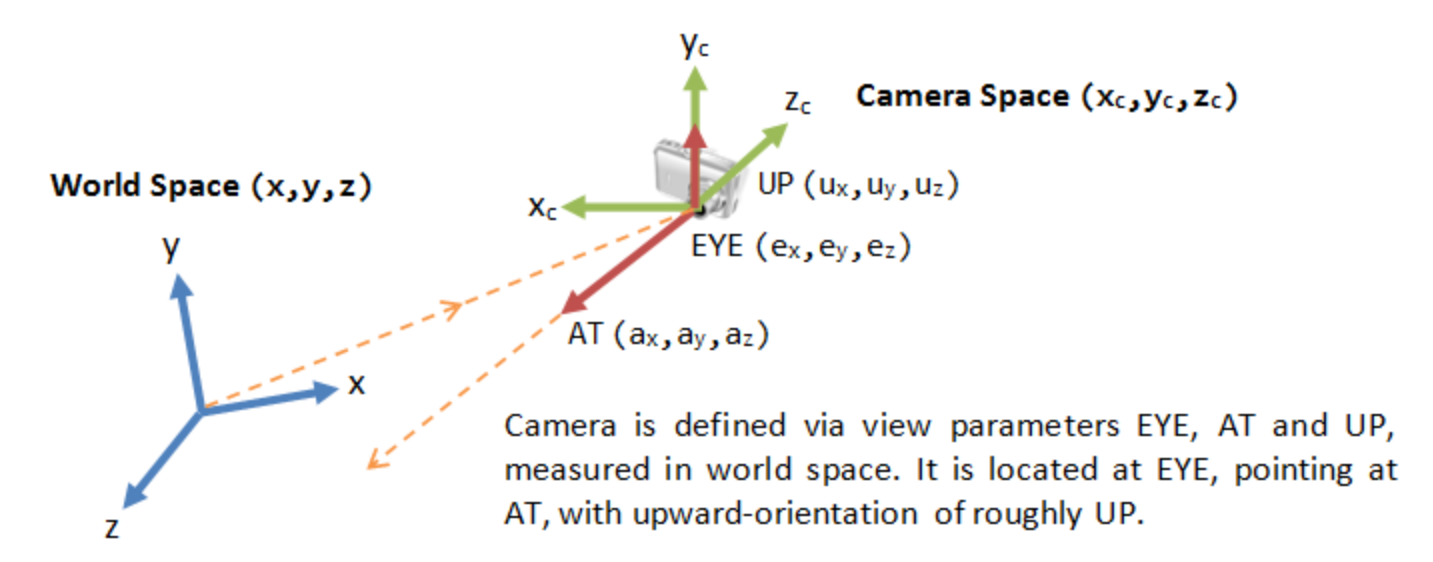 yc
zc
Camera Space (xc,yc,zc)
World Space (x,y,z)
UP (ux,uy,uz)
xc
y
EYE (ex,ey,ez)
AT (ax,ay,az)
x
Camera is defined via view parameters EYE, AT and UP,
measured in world space. It is located at EYE, pointing at
AT, with upward-orientation of roughly UP.
z